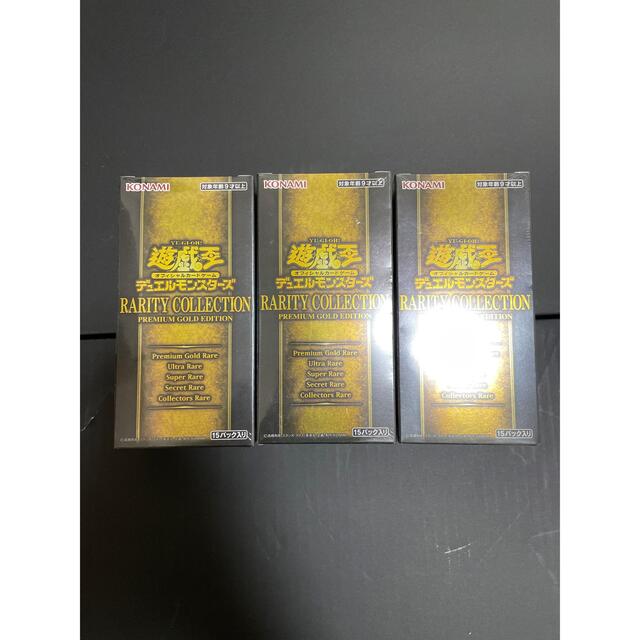 KONAMI
対象年齢9才以上
YU-GI-OH!
遊戯王
オフィシャルカードゲーム
デュエルモンスターズ
RARITY COLLECTION
PREMIUM GOLD EDITION
Premium Gold Rare
Ultra Rare
Super Rare
Secret Rare
Collectors Rare
15パック入り
KONAMI
対象年齢9才以上
YU-GI-OH!
遊戯王
オフィシャルカードゲーム
デュエルモンスターズ
RARITY COLLECTION
PREMIUM GOLD EDITION
Premium Gold Rare
Ultra Rare
Super Rare
Secret Rare
Collectors Rare
15パック入り
KONAMI
対象年齢9才以上
YU-GI-OH!
遊戯王
オフィシャルカードゲーム
デュエルモンスターズ
RARITY COLLECTION
PREMIUM GOLD EDITION
Collectors Rare
15パック入り